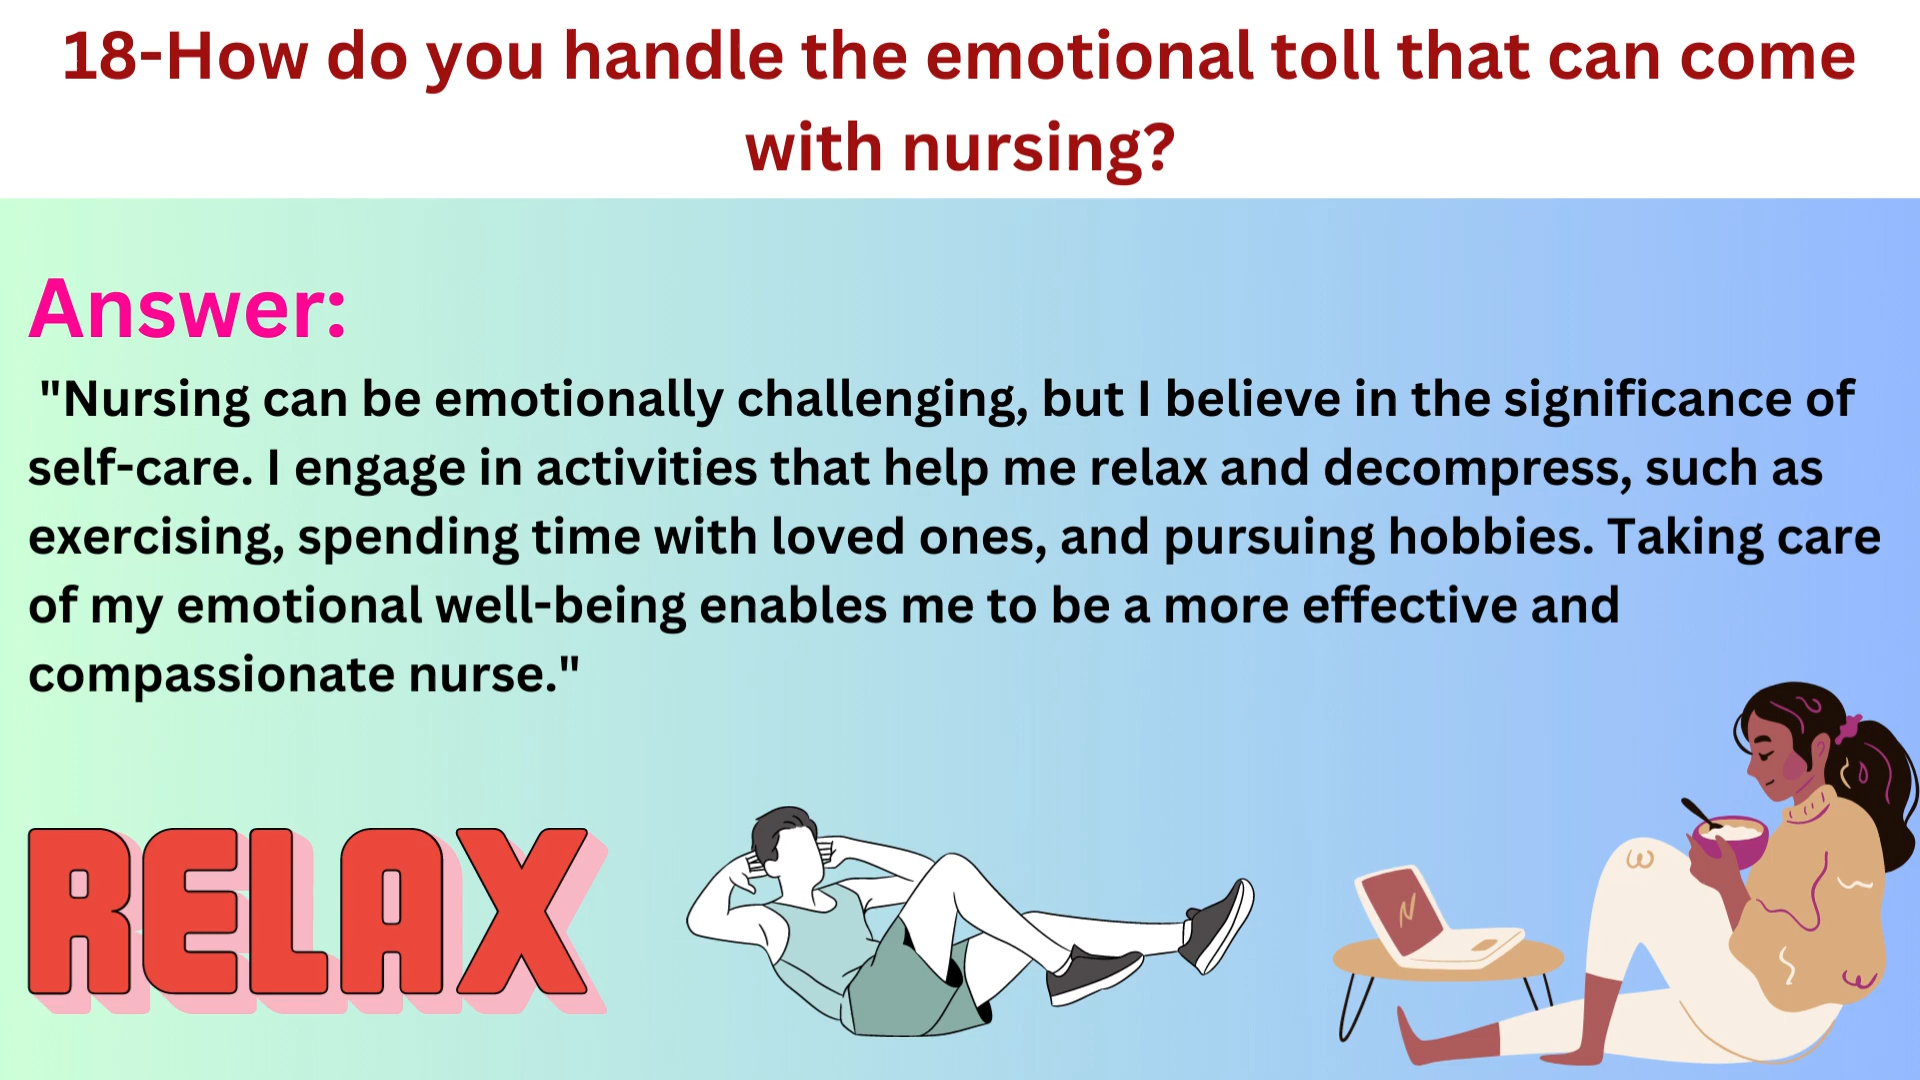 18-How do you handle the emotional toll that can come
with nursing?
Answer:
"Nursing can be emotionally challenging, but I believe in the significance of
self-care. I engage in activities that help me relax and decompress, such as
exercising, spending time with loved ones, and pursuing hobbies. Taking care
of my emotional well-being enables me to be a more effective and
compassionate nurse."
RELAX